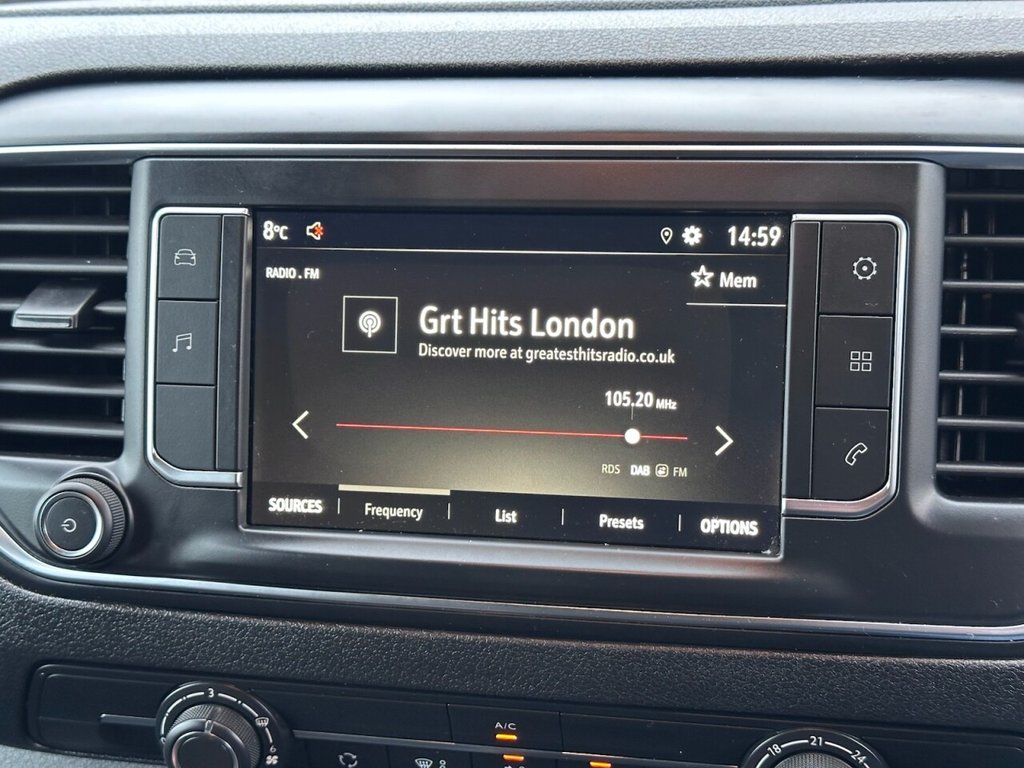 8°C 14:59
RADIO . FM
Mem
Grt Hits London
Discover more at greatesthitsradio.co.uk
105.20 MHz
RDS DAB FM
SOURCES Frequency List Presets OPTIONS
3
6
A/C
18 21 24